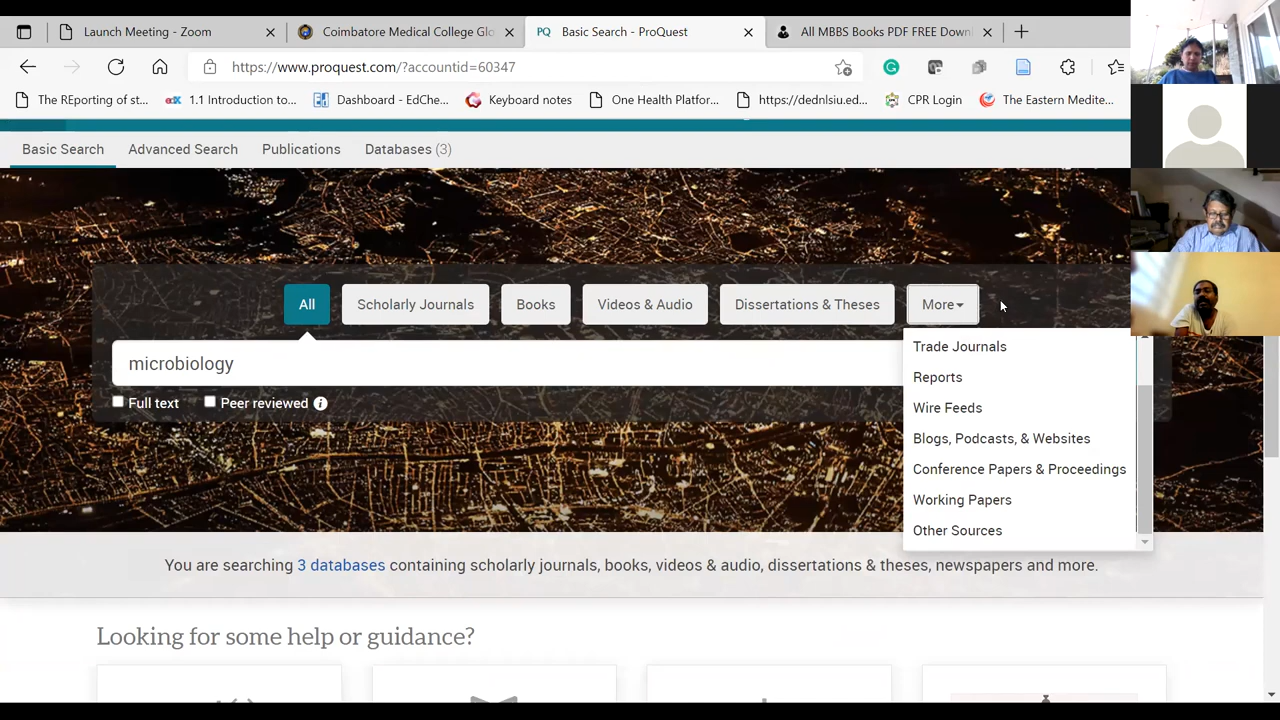 Launch Meeting - Zoom
Coimbatore Medical College Glo
PQ Basic Search - ProQuest
All MBBS Books PDF FREE Down
https://www.proquest.com/?accountid=60347
The REporting of st...
1.1 Introduction to...
Dashboard - EdChe...
Keyboard notes
One Health Platfor...
https://dednlsiu.ed...
CPR Login
The Eastern Medite...
Basic Search
Advanced Search
Publications
Databases (3)
All
Scholarly Journals
Books
Videos & Audio
Dissertations & Theses
More
microbiology
Full text
Peer reviewed i
Trade Journals
Reports
Wire Feeds
Blogs, Podcasts, & Websites
Conference Papers & Proceedings
Working Papers
Other Sources
You are searching 3 databases containing scholarly journals, books, videos & audio, dissertations & theses, newspapers and more.
Looking for some help or guidance?